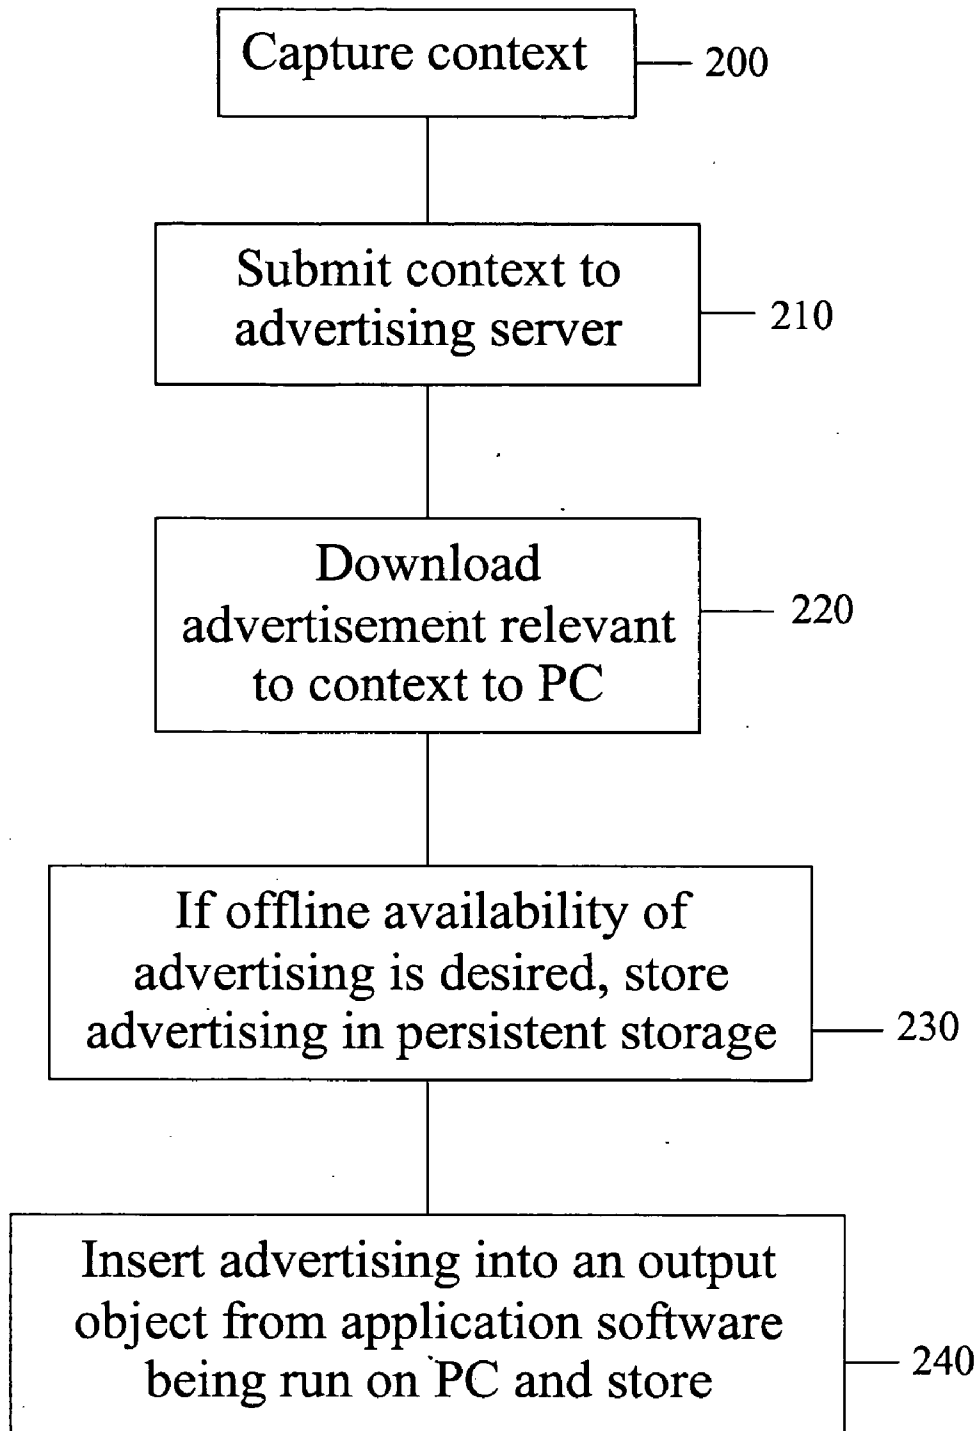 Capture context
200
Submit context to
advertising server
210
Download
advertisement relevant
to context to PC
220
If offline availability of
advertising is desired, store
advertising in persistent storage
230
Insert advertising into an output
object from application software
being run on PC and store
240